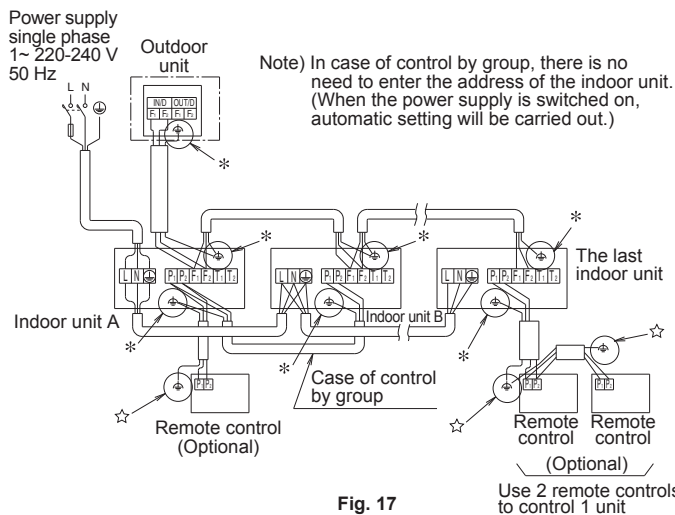 Power supply
single phase
1~ 220-240 V
50 Hz
L N
Outdoor
unit
IN/D OUT/D
F₁ F₂ F₁ F₂
Note) In case of control by group, there is no
need to enter the address of the indoor unit.
(When the power supply is switched on,
automatic setting will be carried out.)
*
*
*
*
L N
P₁ P₂ F₁ F₂ T₁ T₂
L N
P₁ P₂ F₁ F₂ T₁ T₂
L N
P₁ P₂ F₁ F₂ T₁ T₂
The last
indoor unit
Indoor unit A
Indoor unit B
*
*
*
☆
P₁ P₂
Remote control
(Optional)
Case of control
by group
☆
☆
P₁ P₂
P₁ P₂
Remote
control
Remote
control
(Optional)
Use 2 remote controls
to control 1 unit
Fig. 17